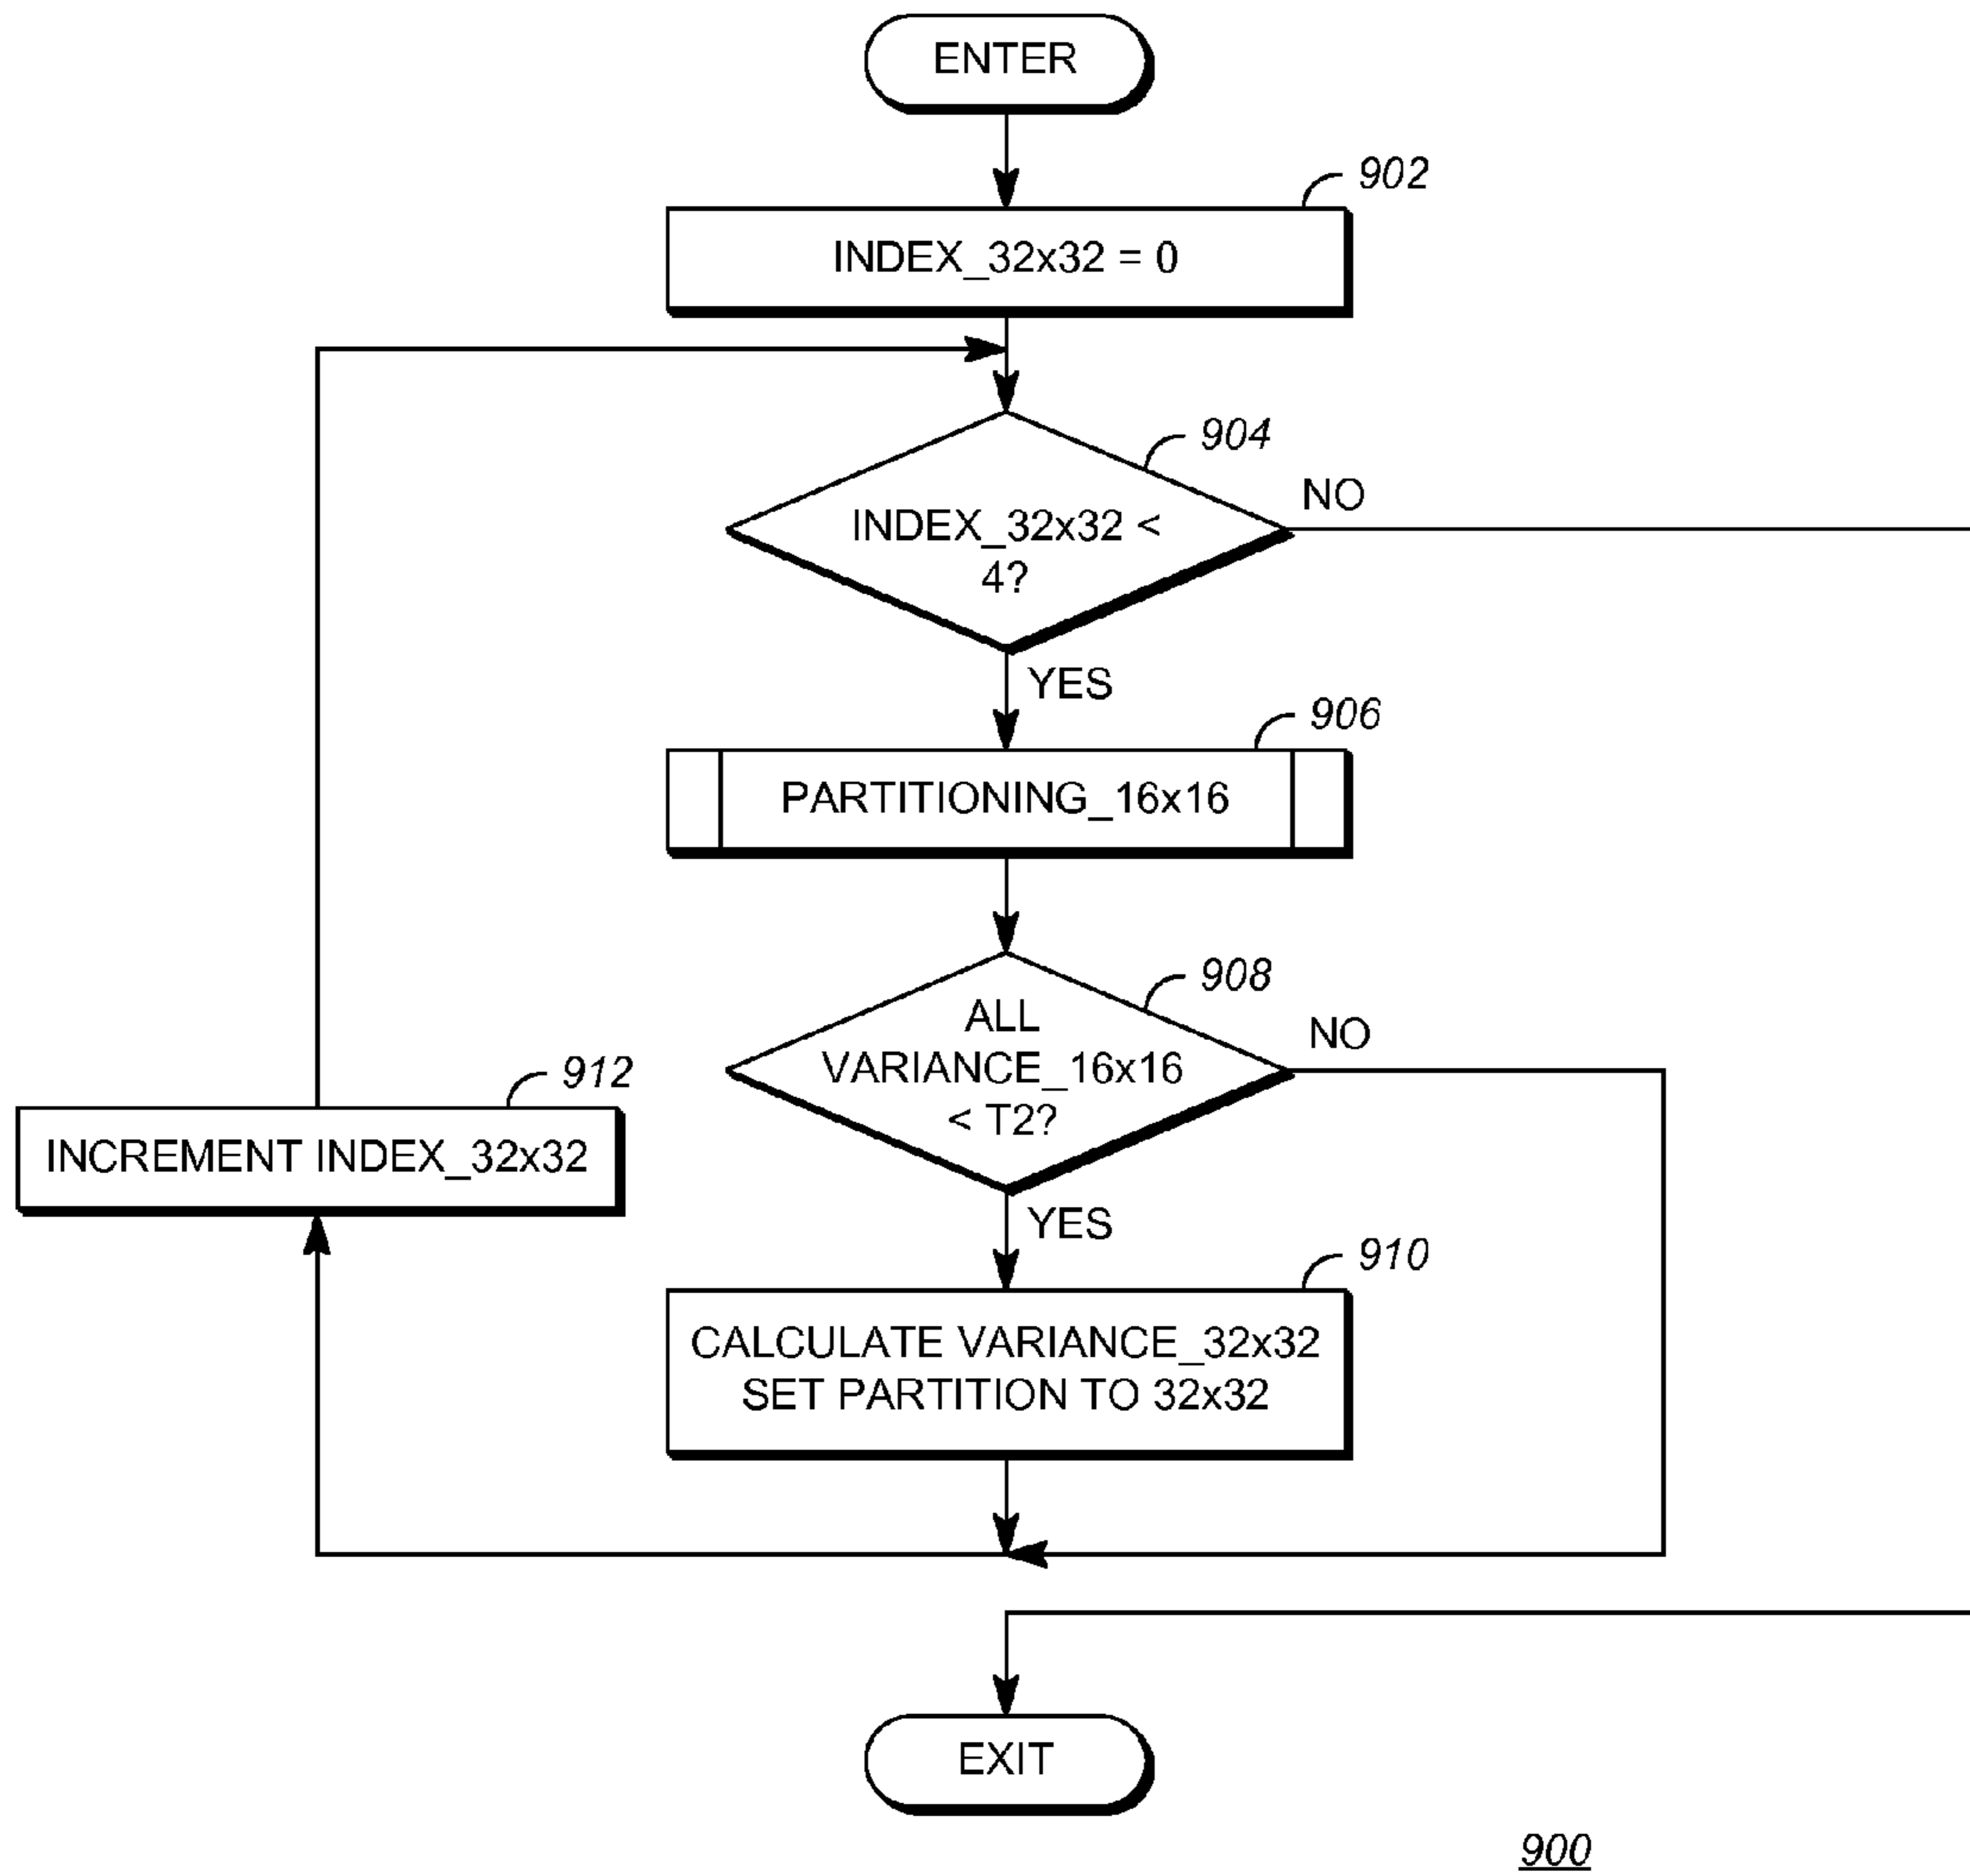 ENTER
902
INDEX_32x32 = 0
904
INDEX_32x32 <
4?
NO
YES
906
PARTITIONING_16x16
908
ALL
VARIANCE_16x16
< T2?
NO
YES
912
INCREMENT INDEX_32x32
910
CALCULATE VARIANCE_32x32
SET PARTITION TO 32x32
EXIT
900